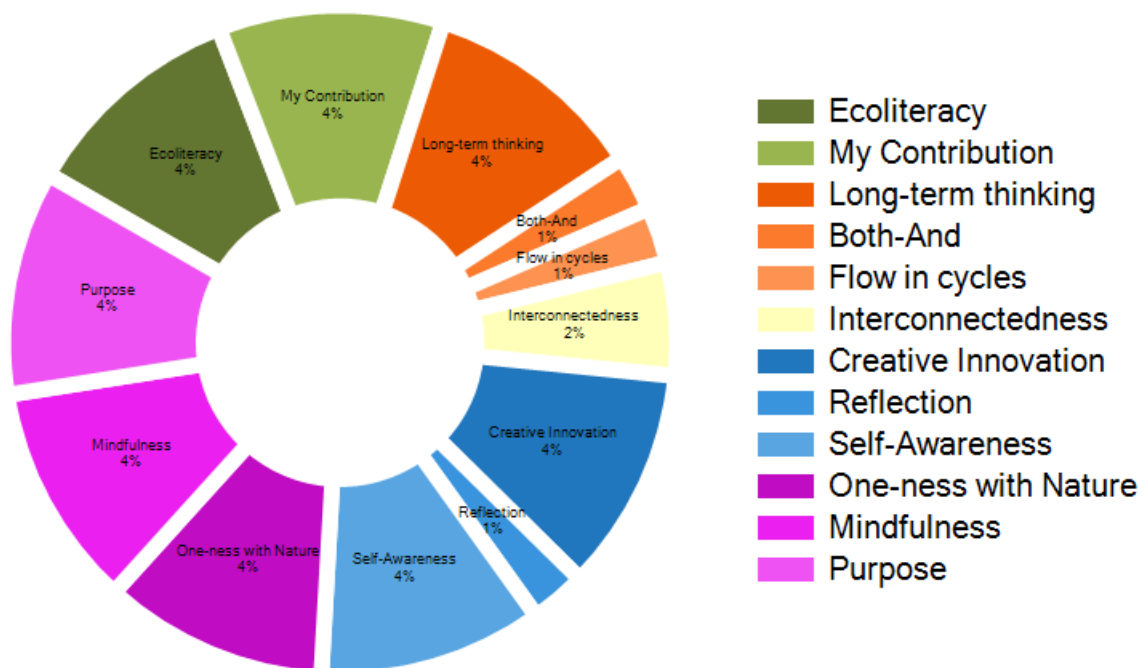 My Contribution
4%
Long-term thinking
4%
Ecoliteracy
4%
Both-And
1%
Flow in cycles
1%
Purpose
4%
Interconnectedness
2%
Mindfulness
4%
Creative Innovation
4%
Reflection
1%
One-ness with Nature
4%
Self-Awareness
4%
Ecoliteracy
My Contribution
Long-term thinking
Both-And
Flow in cycles
Interconnectedness
Creative Innovation
Reflection
Self-Awareness
One-ness with Nature
Mindfulness
Purpose